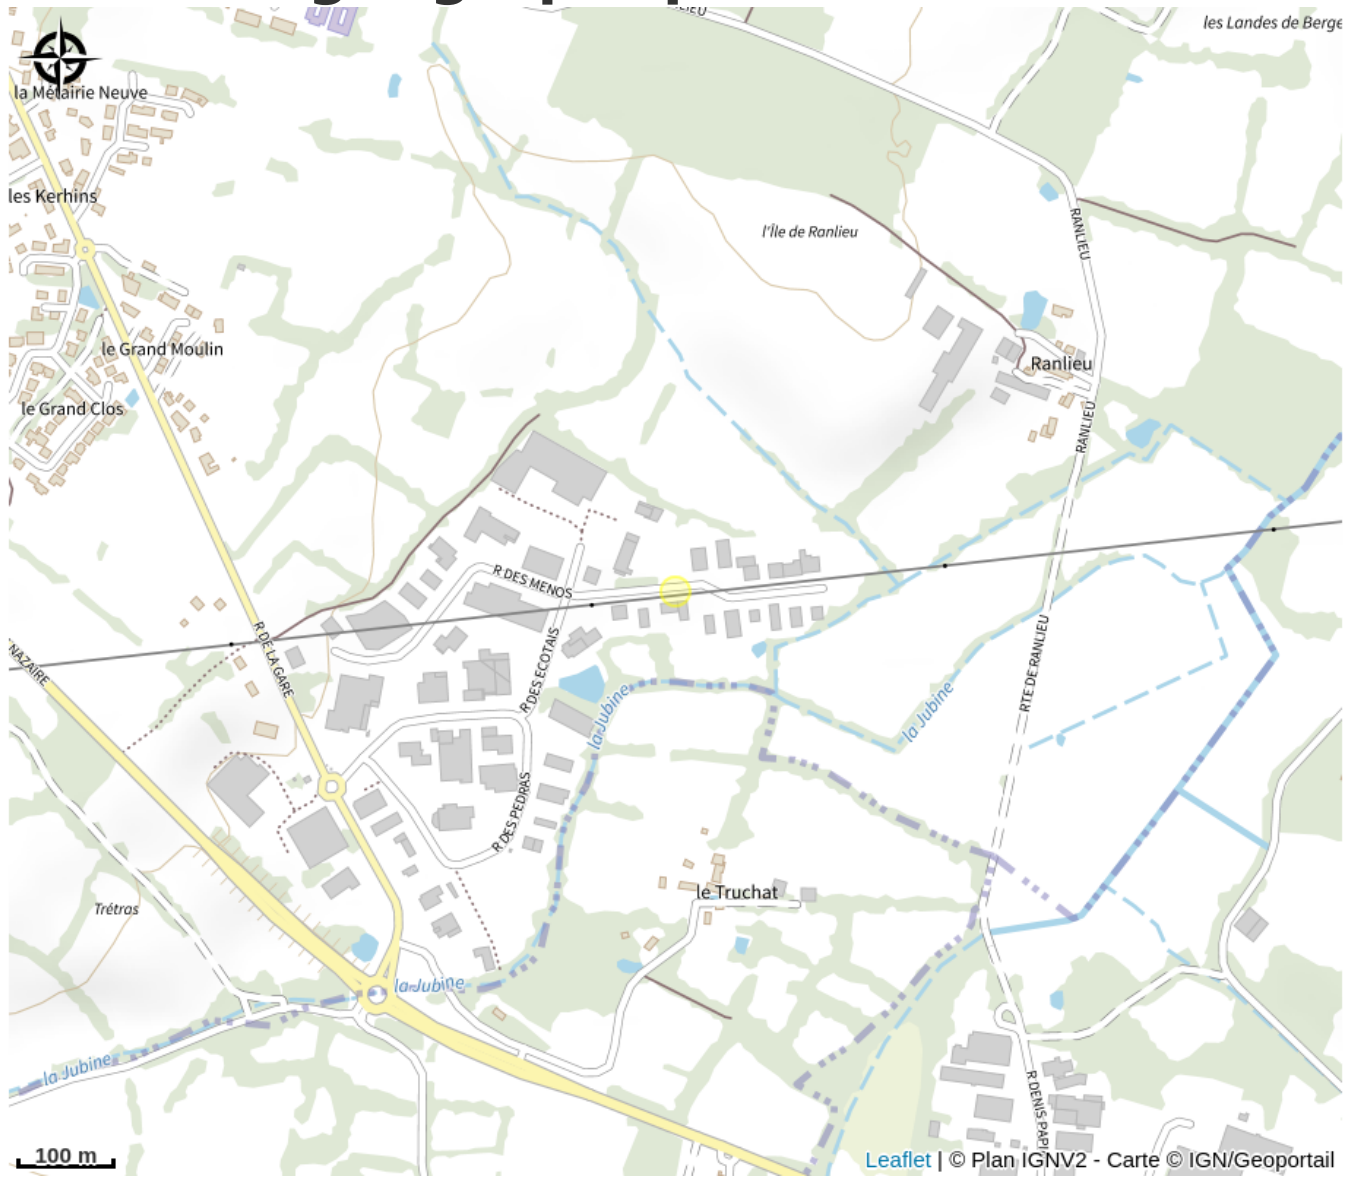 les Landes de Berge
la Métairie Neuve
les Kerhins
l'Île de Ranlieu
RANLIEU
le Grand Moulin
Ranlieu
le Grand Clos
RANLIEU
R DES MENOS
R DE LA GARE
NAZAIRE
R DES ECOTAIS
RTE DE RANLIEU
la Jubine
la Jubine
R DES PEDRAS
le Truchat
Trétras
la Jubine
la Jubine
R DENIS PAPI
100 m
Leaflet | © Plan IGNV2 - Carte © IGN/Geoportail